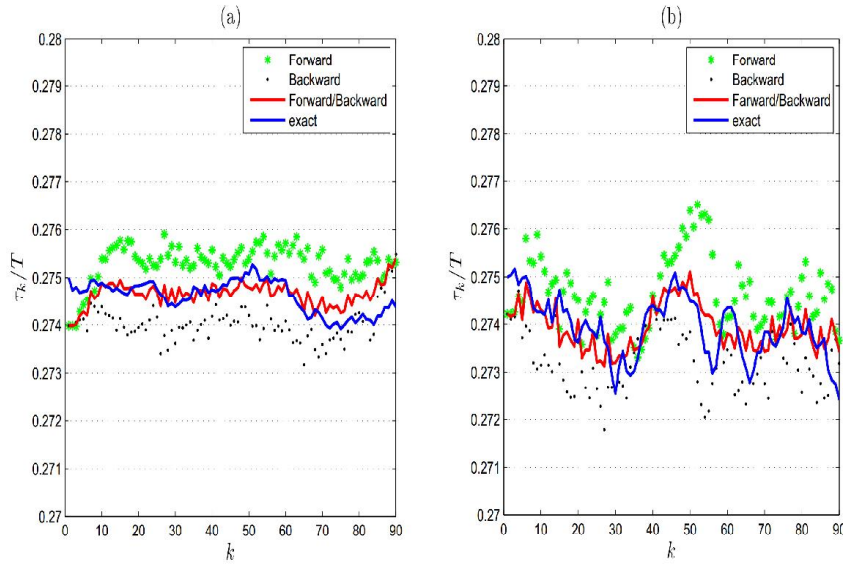 (a)
0.28
0.279
0.278
0.277
0.276
0.275
0.274
0.273
0.272
0.271
0.27
τk/T
0 10 20 30 40 50 60 70 80 90
k
Forward
Backward
Forward/Backward
exact
(b)
0.28
0.279
0.278
0.277
0.276
0.275
0.274
0.273
0.272
0.271
0.27
τk/T
0 10 20 30 40 50 60 70 80 90
k
Forward
Backward
Farward/Backward
exact